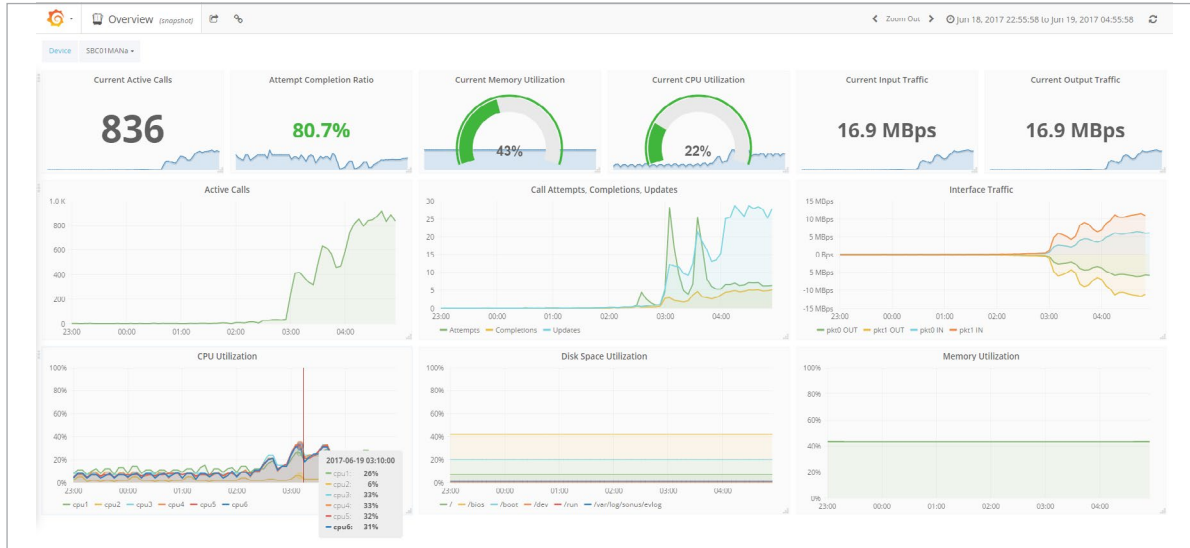 Overview (snapshot) Zoom Out Jun 18, 2017 22:55:58 to Jun 19, 2017 04:55:58
Device SBC01MANa
Current Active Calls
836
Attempt Completion Ratio
80.7%
Current Memory Utilization
43%
Current CPU Utilization
22%
Current Input Traffic
16.9 MBps
Current Output Traffic
16.9 MBps
Active Calls
1.0 K
800
600
400
200
0
23:00 00:00 01:00 02:00 03:00 04:00
Call Attempts, Completions, Updates
30
25
20
15
10
5
0
23:00 00:00 01:00 02:00 03:00 04:00
Attempts Completions Updates
Interface Traffic
15 MBps
10 MBps
5 MBps
0 Bps
-5 MBps
-10 MBps
-15 MBps
23:00 00:00 01:00 02:00 03:00 04:00
pkt0 OUT pkt1 OUT pkt0 IN pkt1 IN
CPU Utilization
100%
80%
60%
40%
20%
0%
23:00 00:00 01:00 02:00 03:00
cpu1 cpu2 cpu3 cpu4 cpu5 cpu6
2017-06-19 03:10:00
cpu1: 26%
cpu2: 6%
cpu3: 33%
cpu4: 33%
cpu5: 32%
cpu6: 31%
Disk Space Utilization
100%
80%
60%
40%
20%
0%
23:00 00:00 01:00 02:00 03:00 04:00
/ /bios /boot /dev /run /var/log/sonus/evlog
Memory Utilization
100%
80%
60%
40%
20%
0%
23:00 00:00 01:00 02:00 03:00 04:00